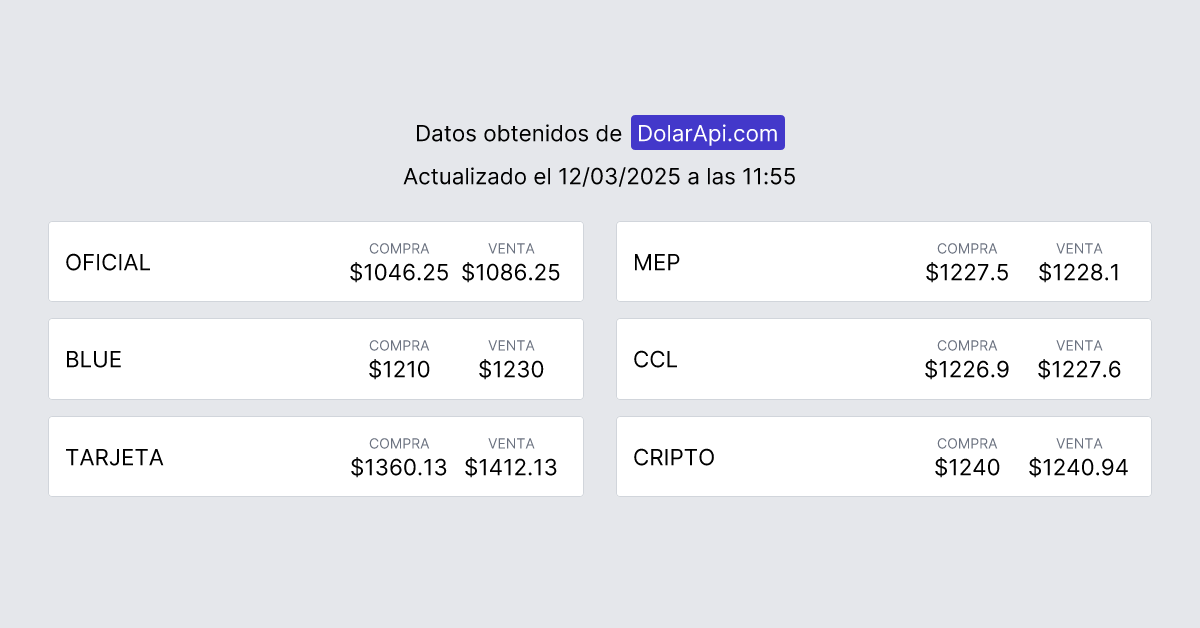 Datos obtenidos de DolarApi.com
Actualizado el 12/03/2025 a las 11:55
OFICIAL
COMPRA VENTA
$1046.25 $1086.25
MEP
COMPRA VENTA
$1227.5 $1228.1
BLUE
COMPRA VENTA
$1210 $1230
CCL
COMPRA VENTA
$1226.9 $1227.6
TARJETA
COMPRA VENTA
$1360.13 $1412.13
CRIPTO
COMPRA VENTA
$1240 $1240.94